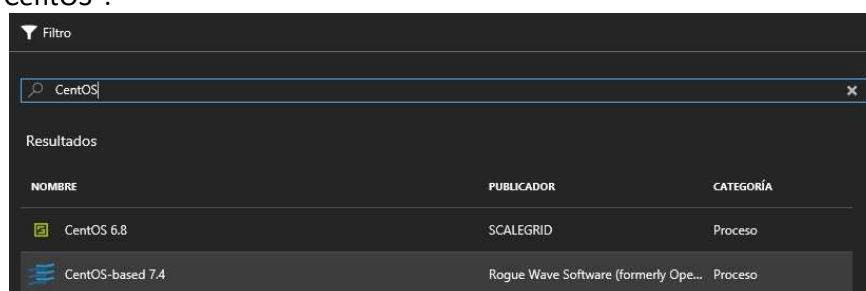 CentOS".
Filtro
CentOS
Resultados
NOMBRE PUBLICADOR CATEGORÍA
CentOS 6.8 SCALEGRID Proceso
CentOS-based 7.4 Rogue Wave Software (formerly Ope... Proceso